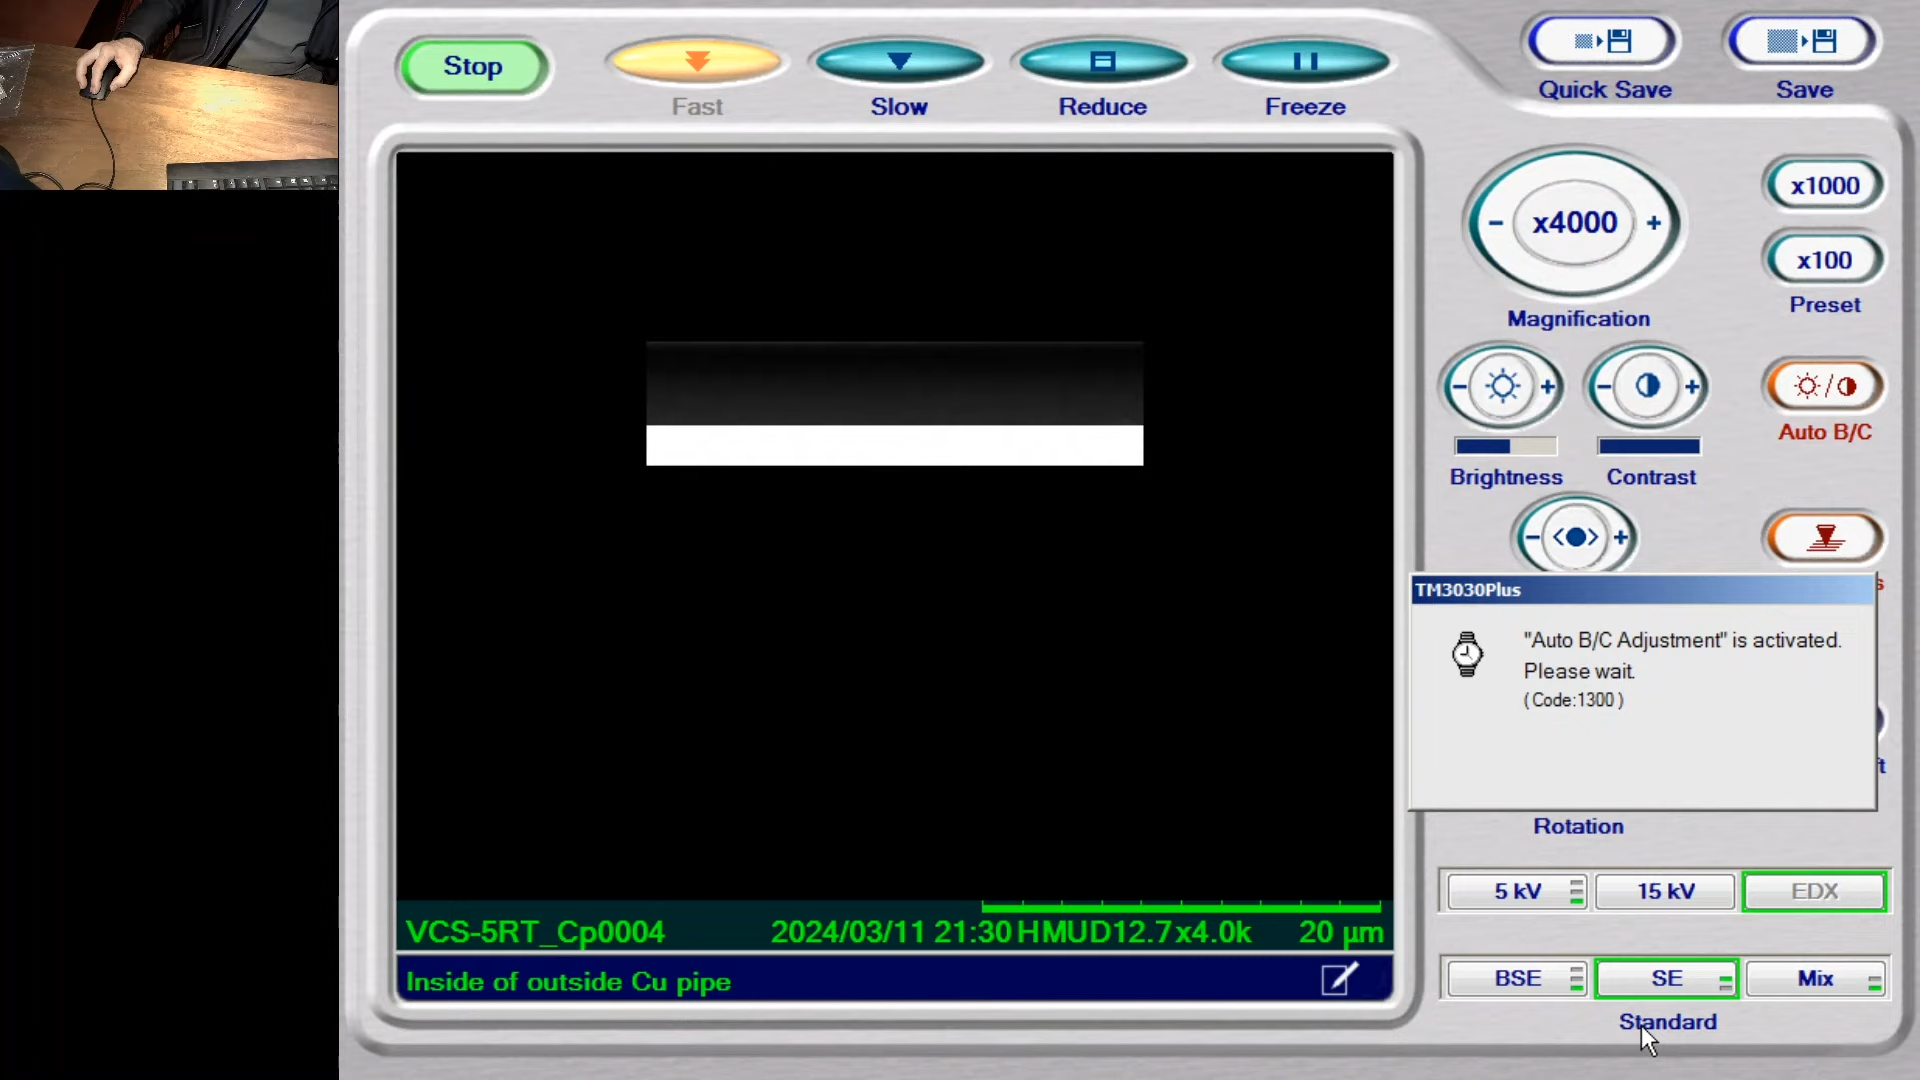 Stop
Fast
Slow
Reduce
Freeze
Quick Save
Save
x4000
x1000
x100
Magnification
Preset
Auto B/C
Brightness
Contrast
TM3030Plus
"Auto B/C Adjustment" is activated.
Please wait.
(Code:1300)
Rotation
5 kV
15 kV
EDX
VCS-5RT_Cp0004
2024/03/11 21:30 HMUD12.7x4.0k
20 µm
Inside of outside Cu pipe
BSE
SE
Mix
Standard